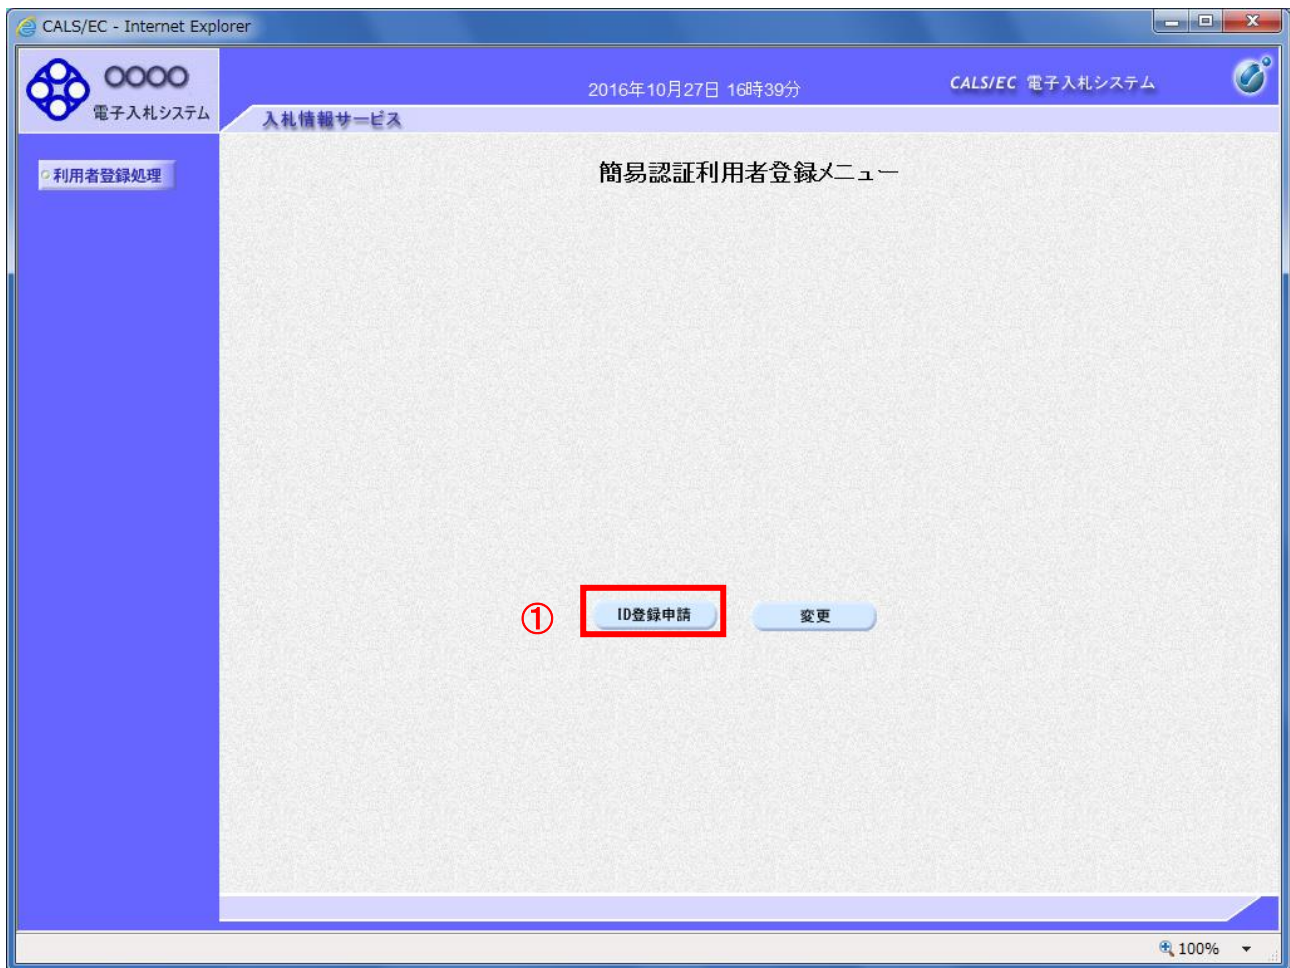 CALS/EC - Internet Explorer
〇〇〇〇
電子入札システム
2016年10月27日 16時39分
CALS/EC 電子入札システム
入札情報サービス
利用者登録処理
簡易認証利用者登録メニュー
①
ID登録申請
変更
100%